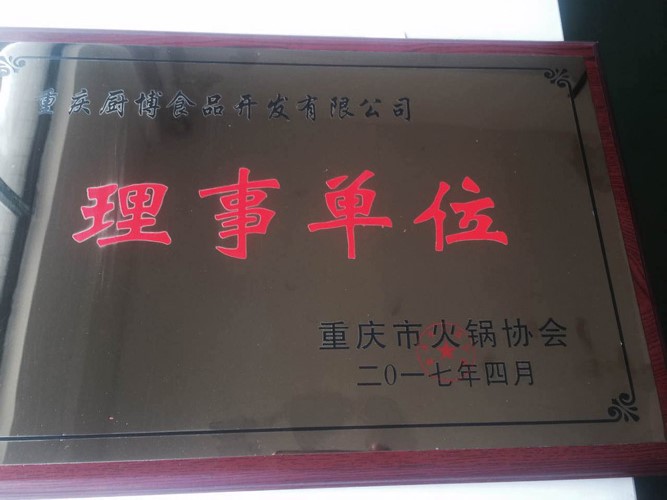 重庆厨博食品开发有限公司
理事单位
重庆市火锅协会
二0一七年四月